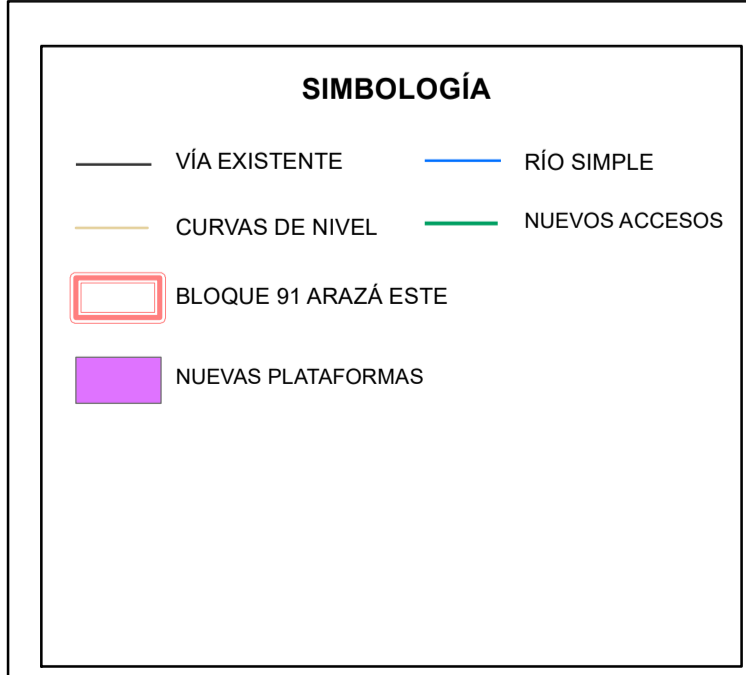 SIMBOLOGÍA
VÍA EXISTENTE
RÍO SIMPLE
CURVAS DE NIVEL
NUEVOS ACCESOS
BLOQUE 91 ARAZÁ ESTE
NUEVAS PLATAFORMAS